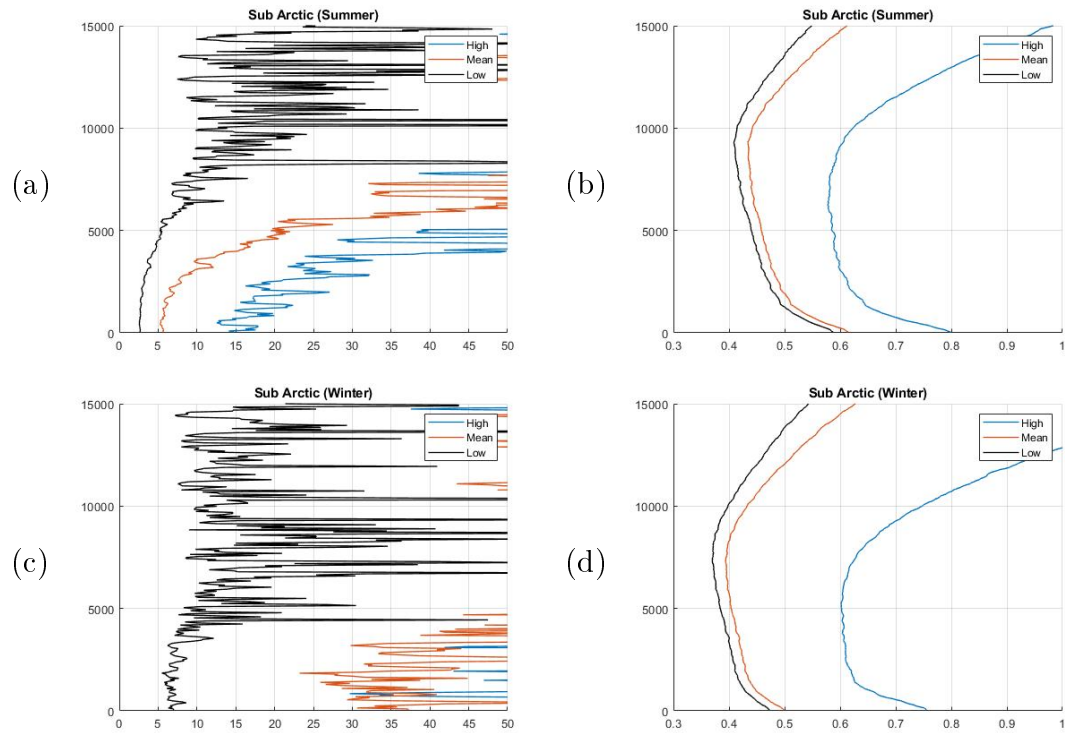 (a)
Sub Arctic (Summer)
15000
10000
5000
0
0 5 10 15 20 25 30 35 40 45 50
High
Mean
Low
(b)
Sub Arctic (Summer)
15000
10000
5000
0
0.3 0.4 0.5 0.6 0.7 0.8 0.9 1
High
Mean
Low
(c)
Sub Arctic (Winter)
15000
10000
5000
0
0 5 10 15 20 25 30 35 40 45 50
High
Mean
Low
(d)
Sub Arctic (Winter)
15000
10000
5000
0
0.3 0.4 0.5 0.6 0.7 0.8 0.9 1
High
Mean
Low